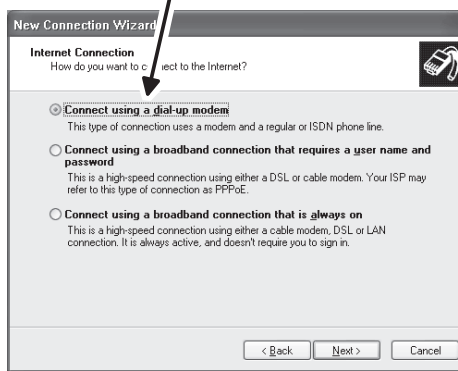 New Connection Wizard
Internet Connection
How do you want to connect to the Internet?
Connect using a dial-up modem
This type of connection uses a modem and a regular or ISDN phone line.
Connect using a broadband connection that requires a user name and
password
This is a high-speed connection using either a DSL or cable modem. Your ISP may
refer to this type of connection as PPPoE.
Connect using a broadband connection that is always on
This is a high-speed connection using either a cable modem, DSL or LAN
connection. It is always active, and doesn't require you to sign in.
< Back
Next >
Cancel